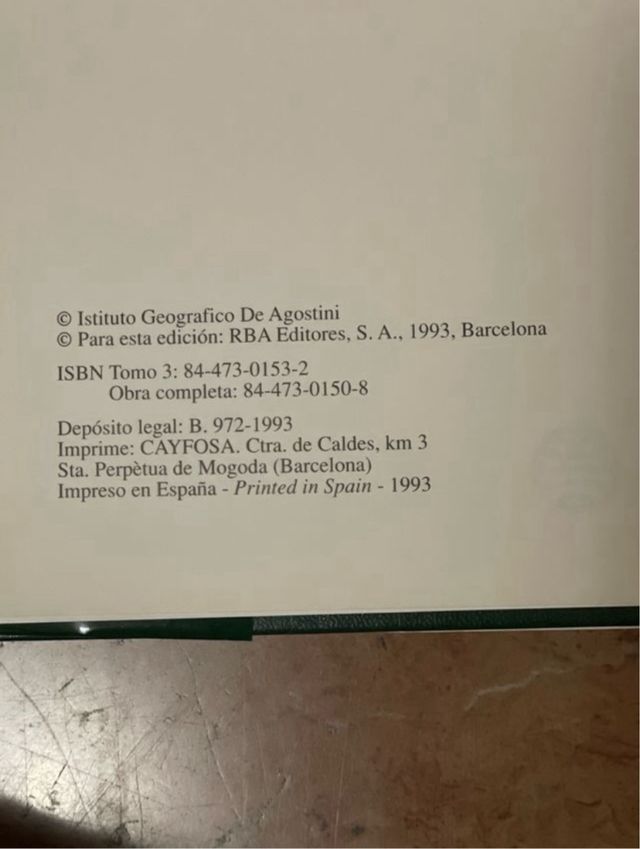 © Istituto Geografico De Agostini
© Para esta edición: RBA Editores, S. A., 1993, Barcelona
ISBN Tomo 3: 84-473-0153-2
Obra completa: 84-473-0150-8
Depósito legal: B. 972-1993
Imprime: CAYFOSA. Ctra. de Caldes, km 3
Sta. Perpètua de Mogoda (Barcelona)
Impreso en España - Printed in Spain - 1993